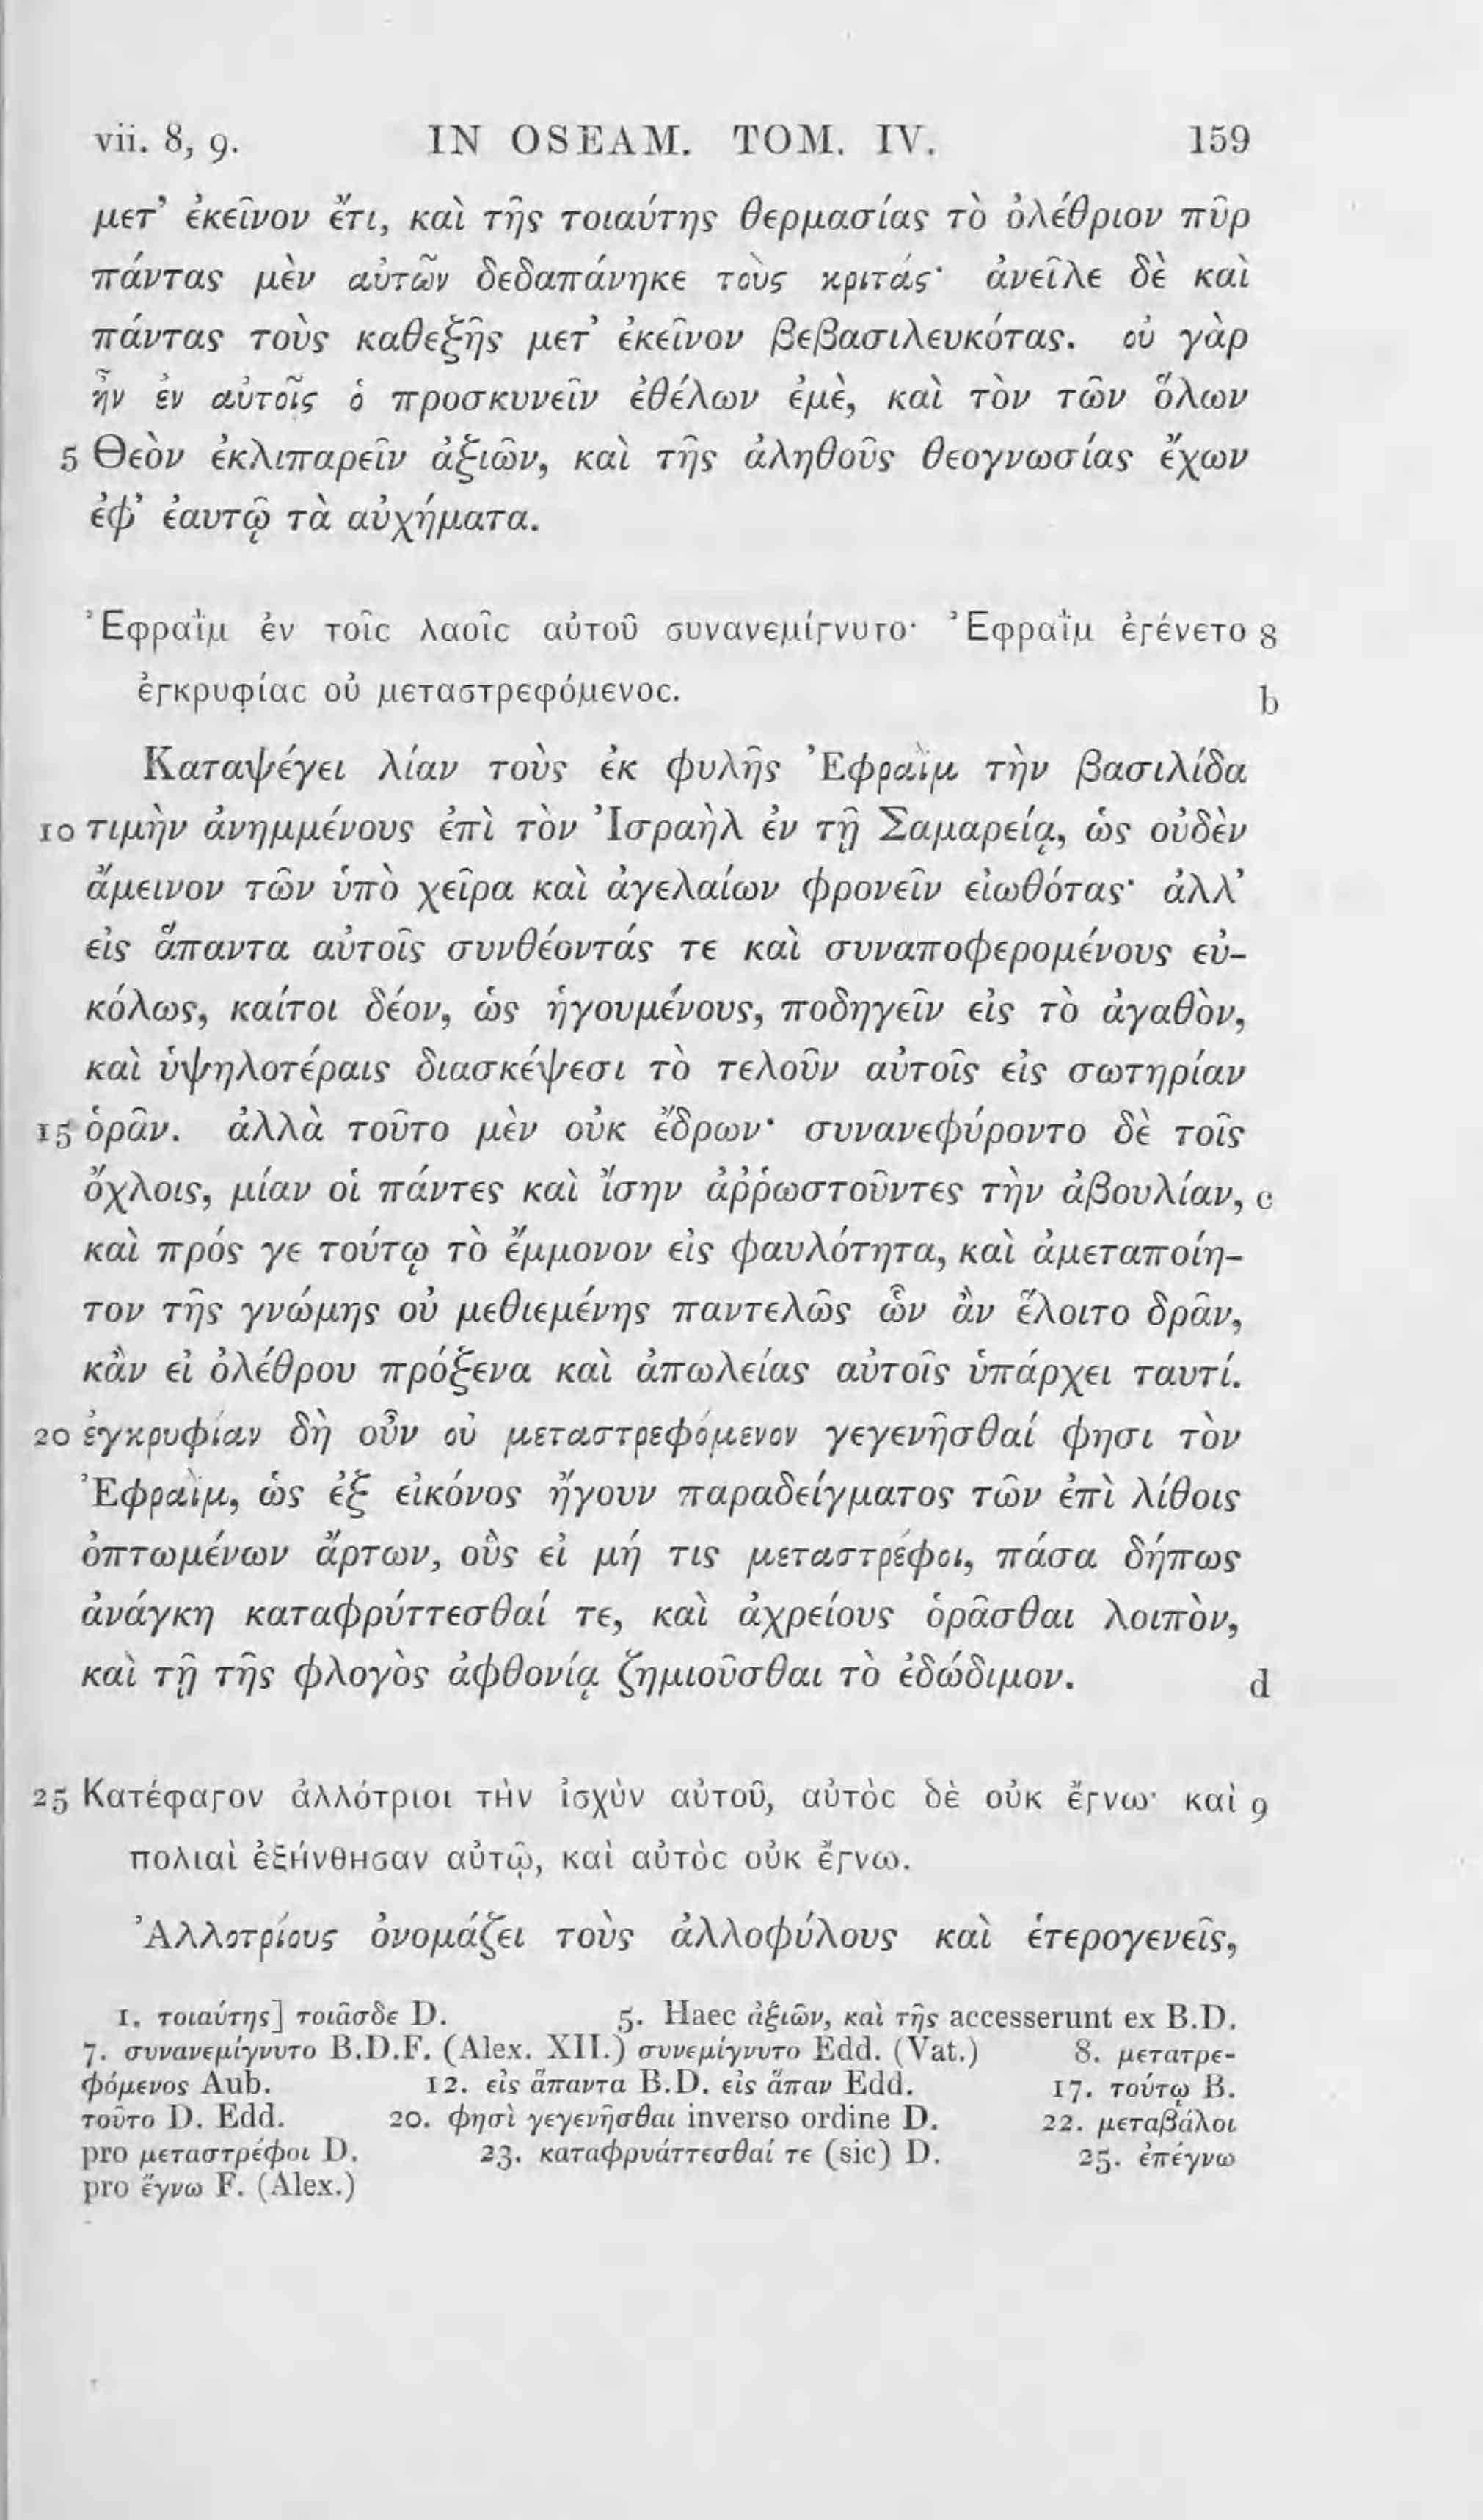 vii. 8, 9. IN OSEAM. TOM. IV. 159
μετ’ ἐκεῖνον ἔτι, καὶ τῆς τοιαύτης θερμασίας τὸ ὀλέθριον πῦρ
πάντας μὲν αὐτῶν δεδαπάνηκε τοὺς κριτάς· ἀνεῖλε δὲ καὶ
πάντας τοὺς καθεξῆς μετ’ ἐκεῖνον βεβασιλευκότας. οὐ γὰρ
ἦν ἐν αὐτοῖς ὁ προσκυνεῖν ἐθέλων ἐμὲ, καὶ τὸν τῶν ὅλων
5 Θεὸν ἐκλιπαρεῖν ἀξιῶν, καὶ τῆς ἀληθοῦς θεογνωσίας ἔχων
ἐφ’ ἑαυτῷ τὰ αὐχήματα.
Ἐφραῒμ ἐν τοῖς λαοῖς αὐτοῦ συνανεμίγνυτο· Ἐφραῒμ ἐγένετο 8
ἐγκρυφίας οὐ μεταστρεφόμενος. b
Καταψέγει λίαν τοὺς ἐκ φυλῆς Ἐφραῒμ τὴν βασιλίδα
10 τιμὴν ἀνημμένους ἐπὶ τὸν Ἰσραὴλ ἐν τῇ Σαμαρείᾳ, ὡς οὐδὲν
ἄμεινον τῶν ὑπὸ χεῖρα καὶ ἀγελαίων φρονεῖν εἰωθότας· ἀλλ’
εἰς ἅπαντα αὐτοῖς συνθέοντάς τε καὶ συναποφερομένους εὐ-
κόλως, καίτοι δέον, ὡς ἡγουμένους, ποδηγεῖν εἰς τὸ ἀγαθὸν,
καὶ ὑψηλοτέραις διασκέψεσι τὸ τελοῦν αὐτοῖς εἰς σωτηρίαν
15 ὁρᾶν. ἀλλὰ τοῦτο μὲν οὐκ ἔδρων· συνανεφύροντο δὲ τοῖς
ὄχλοις, μίαν οἱ πάντες καὶ ἴσην ἀῤῥωστοῦντες τὴν ἀβουλίαν, c
καὶ πρός γε τούτῳ τὸ ἔμμονον εἰς φαυλότητα, καὶ ἀμεταποίη-
τον τῆς γνώμης οὐ μεθιεμένης παντελῶς ὧν ἂν ἕλοιτο δρᾶν,
κἂν εἰ ὀλέθρου πρόξενα καὶ ἀπωλείας αὐτοῖς ὑπάρχει ταυτί.
20 ἐγκρυφίαν δὴ οὖν οὐ μεταστρεφόμενον γεγενῆσθαί φησι τὸν
Ἐφραῒμ, ὡς ἐξ εἰκόνος ἤγουν παραδείγματος τῶν ἐπὶ λίθοις
ὀπτωμένων ἄρτων, οὓς εἰ μή τις μεταστρέφοι, πάσα δήπως
ἀνάγκη καταφρύττεσθαί τε, καὶ ἀχρείους ὁρᾶσθαι λοιπὸν,
καὶ τῇ τῆς φλογὸς ἀφθονίᾳ ζημιοῦσθαι τὸ ἐδώδιμον. d
25 Κατέφαγον ἀλλότριοι τὴν ἰσχὺν αὐτοῦ, αὐτὸς δὲ οὐκ ἔγνω· καὶ 9
πολιαὶ ἐξήνθησαν αὐτῷ, καὶ αὐτὸς οὐκ ἔγνω.
Ἀλλοτρίους ὀνομάζει τοὺς ἀλλοφύλους καὶ ἑτερογενεῖς,
1. τοιαύτης] τοιᾶσδε D. 5. Haec ἀξιῶν, καὶ τῆς accesserunt ex B.D.
7. συνανεμίγνυτο B.D.F. (Alex. XII.) συνεμίγνυτο Edd. (Vat.) 8. μετατρε-
φόμενος Aub. 12. εἰς ἅπαντα B.D. εἰς ἅπαν Edd. 17. τούτῳ B.
τοῦτο D. Edd. 20. φησὶ γεγενῆσθαι inverso ordine D. 22. μεταβάλοι
pro μεταστρέφοι D. 23. καταφρυάττεσθαί τε (sic) D. 25. ἐπέγνω
pro ἔγνω F. (Alex.)